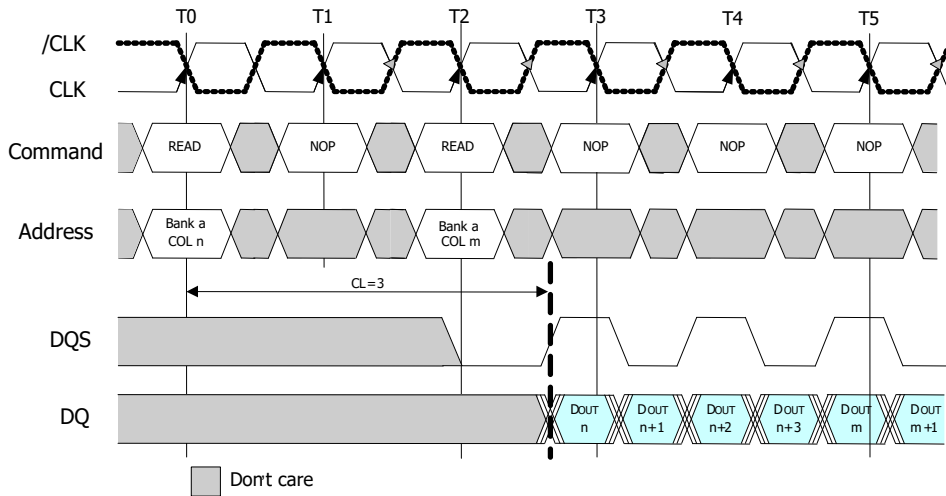 T0 T1 T2 T3 T4 T5
/CLK
CLK
Command READ NOP READ NOP NOP NOP
Address Bank a Bank a
COL n COL m
CL=3
DQS
DQ DOUT DOUT DOUT DOUT DOUT DOUT
n n+1 n+2 n+3 m m+1
Don't care